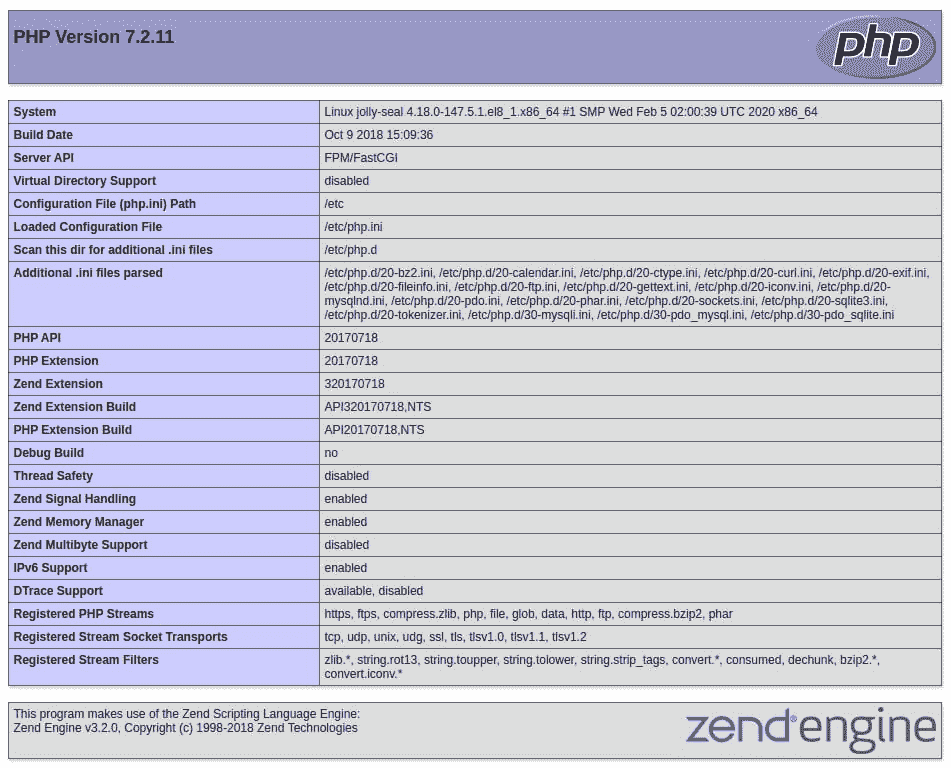 PHP Version 7.2.11
php
System Linux jolly-seal 4.18.0-147.5.1.el8_1.x86_64 #1 SMP Wed Feb 5 02:00:39 UTC 2020 x86_64
Build Date Oct 9 2018 15:09:36
Server API FPM/FastCGI
Virtual Directory Support disabled
Configuration File (php.ini) Path /etc
Loaded Configuration File /etc/php.ini
Scan this dir for additional .ini files /etc/php.d
Additional .ini files parsed /etc/php.d/20-bz2.ini, /etc/php.d/20-calendar.ini, /etc/php.d/20-ctype.ini, /etc/php.d/20-curl.ini, /etc/php.d/20-exif.ini,
/etc/php.d/20-fileinfo.ini, /etc/php.d/20-ftp.ini, /etc/php.d/20-gettext.ini, /etc/php.d/20-iconv.ini, /etc/php.d/20-
mysqlnd.ini, /etc/php.d/20-pdo.ini, /etc/php.d/20-phar.ini, /etc/php.d/20-sockets.ini, /etc/php.d/20-sqlite3.ini,
/etc/php.d/20-tokenizer.ini, /etc/php.d/30-mysqli.ini, /etc/php.d/30-pdo_mysql.ini, /etc/php.d/30-pdo_sqlite.ini
PHP API 20170718
PHP Extension 20170718
Zend Extension 320170718
Zend Extension Build API320170718,NTS
PHP Extension Build API20170718,NTS
Debug Build no
Thread Safety disabled
Zend Signal Handling enabled
Zend Memory Manager enabled
Zend Multibyte Support disabled
IPv6 Support enabled
DTrace Support available, disabled
Registered PHP Streams https, ftps, compress.zlib, php, file, glob, data, http, ftp, compress.bzip2, phar
Registered Stream Socket Transports tcp, udp, unix, udg, ssl, tls, tlsv1.0, tlsv1.1, tlsv1.2
Registered Stream Filters zlib.*, string.rot13, string.toupper, string.tolower, string.strip_tags, convert.*, consumed, dechunk, bzip2.*,
convert.iconv.*
This program makes use of the Zend Scripting Language Engine:
Zend Engine v3.2.0, Copyright (c) 1998-2018 Zend Technologies
zend® engine